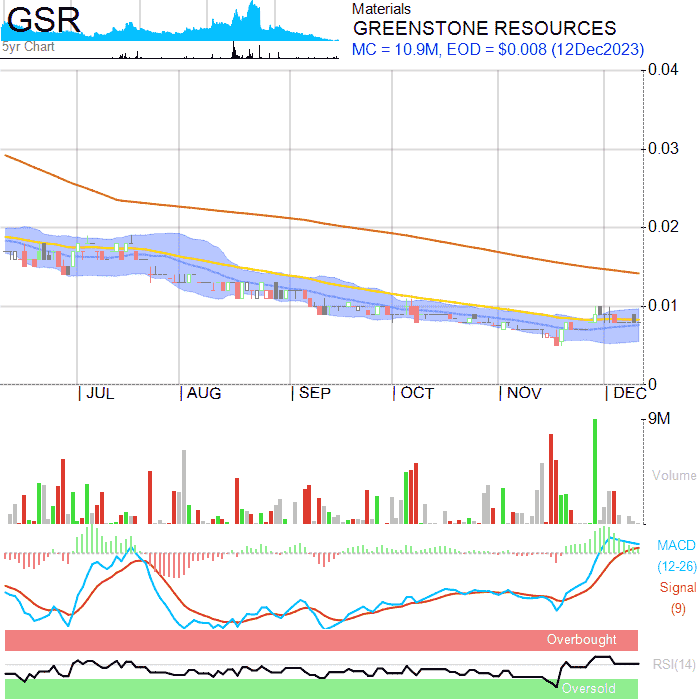 GSR
5yr Chart
Materials
GREENSTONE RESOURCES
MC = 10.9M, EOD = $0.008 (12Dec2023)
0.04
0.03
0.02
0.01
0
JUL AUG SEP OCT NOV DEC
9M
Volume
MACD
(12-26)
Signal
(9)
Overbought
RSI(14)
Oversold